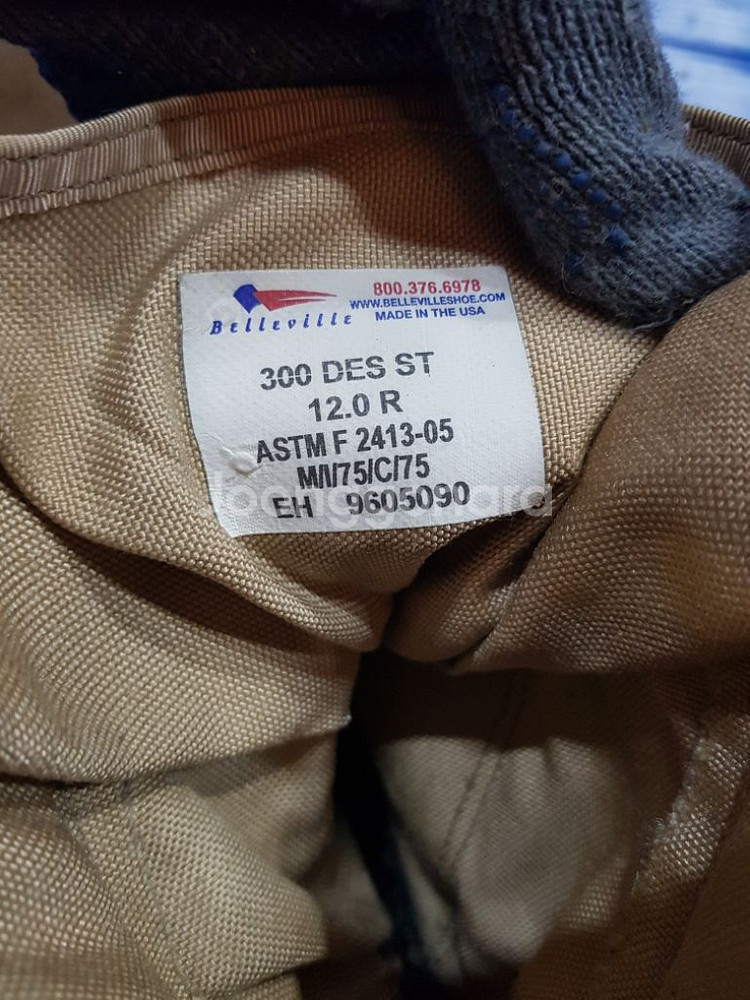 Belleville
800.376.6978
WWW.BELLEVILLESHOE.COM
MADE IN THE USA
300 DES ST
12.0 R
ASTM F 2413-05
M/I/75/C/75
EH 9605090
Joonggonara